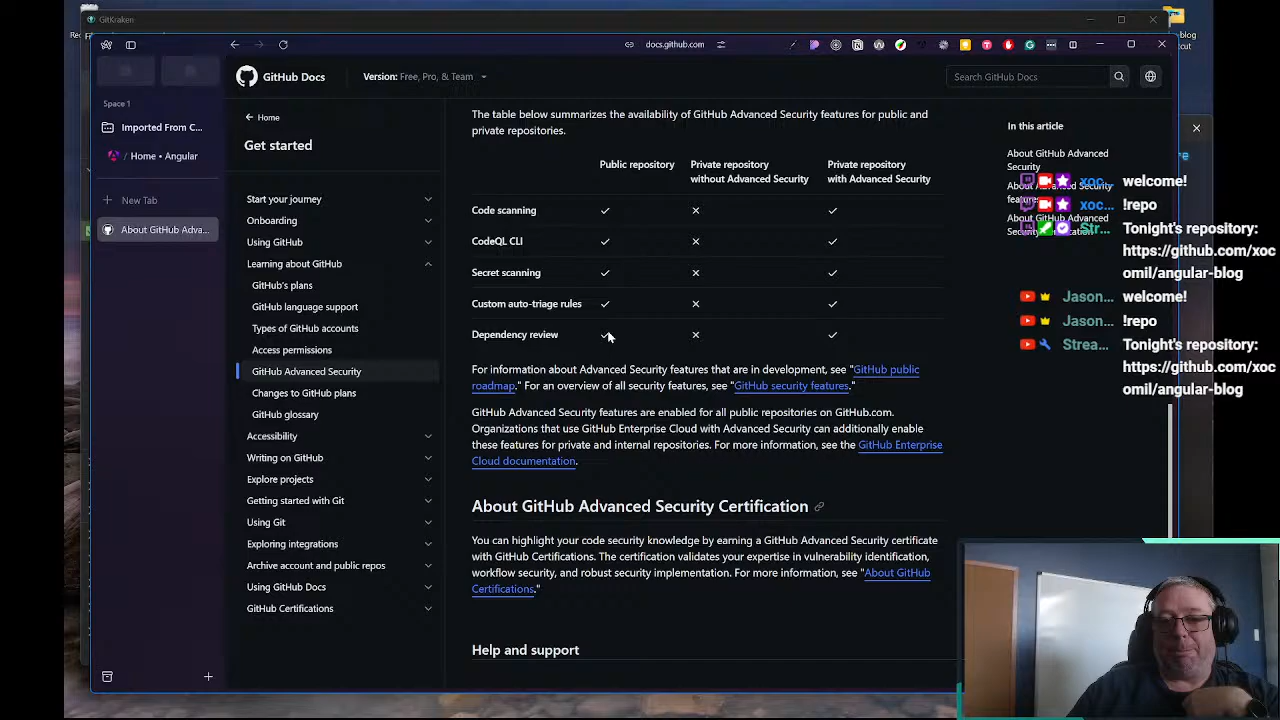 GitKraken
docs.github.com
GitHub Docs
Version: Free, Pro, & Team
Search GitHub Docs
Space 1
Imported From C...
/ Home • Angular
New Tab
About GitHub Adva...
Home
Get started
Start your journey
Onboarding
Using GitHub
Learning about GitHub
GitHub's plans
GitHub language support
Types of GitHub accounts
Access permissions
GitHub Advanced Security
Changes to GitHub plans
GitHub glossary
Accessibility
Writing on GitHub
Explore projects
Getting started with Git
Using Git
Exploring integrations
Archive account and public repos
Using GitHub Docs
GitHub Certifications
The table below summarizes the availability of GitHub Advanced Security features for public and
private repositories.
Public repository
Private repository
without Advanced Security
Private repository
with Advanced Security
Code scanning
CodeQL CLI
Secret scanning
Custom auto-triage rules
Dependency review
For information about Advanced Security features that are in development, see "GitHub public
roadmap." For an overview of all security features, see "GitHub security features."
GitHub Advanced Security features are enabled for all public repositories on GitHub.com.
Organizations that use GitHub Enterprise Cloud with Advanced Security can additionally enable
these features for private and internal repositories. For more information, see the GitHub Enterprise
Cloud documentation.
About GitHub Advanced Security Certification
You can highlight your code security knowledge by earning a GitHub Advanced Security certificate
with GitHub Certifications. The certification validates your expertise in vulnerability identification,
workflow security, and robust security implementation. For more information, see "About GitHub
Certifications."
Help and support
In this article
About GitHub Advanced
Security
xoc... welcome!
xoc... !repo
Str... Tonight's repository:
https://github.com/xoc
omil/angular-blog
Jason... welcome!
Jason... !repo
Strea... Tonight's repository:
https://github.com/xoc
omil/angular-blog